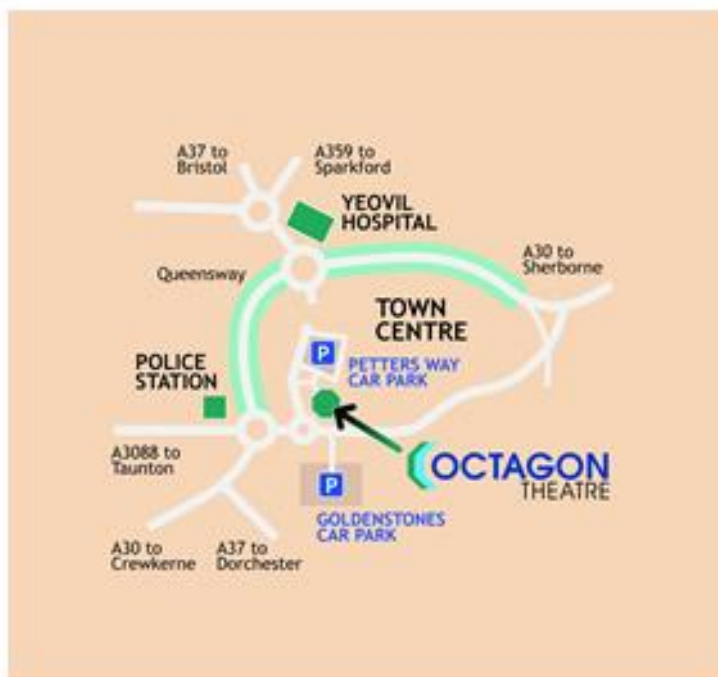 A37 to
Bristol
A359 to
Sparkford
YEOVIL
HOSPITAL
Queensway
A30 to
Sherborne
TOWN
CENTRE
P
PETTERS WAY
CAR PARK
POLICE
STATION
A3088 to
Taunton
OCTAGON
THEATRE
P
GOLDENSTONES
CAR PARK
A30 to
Crewkerne
A37 to
Dorchester